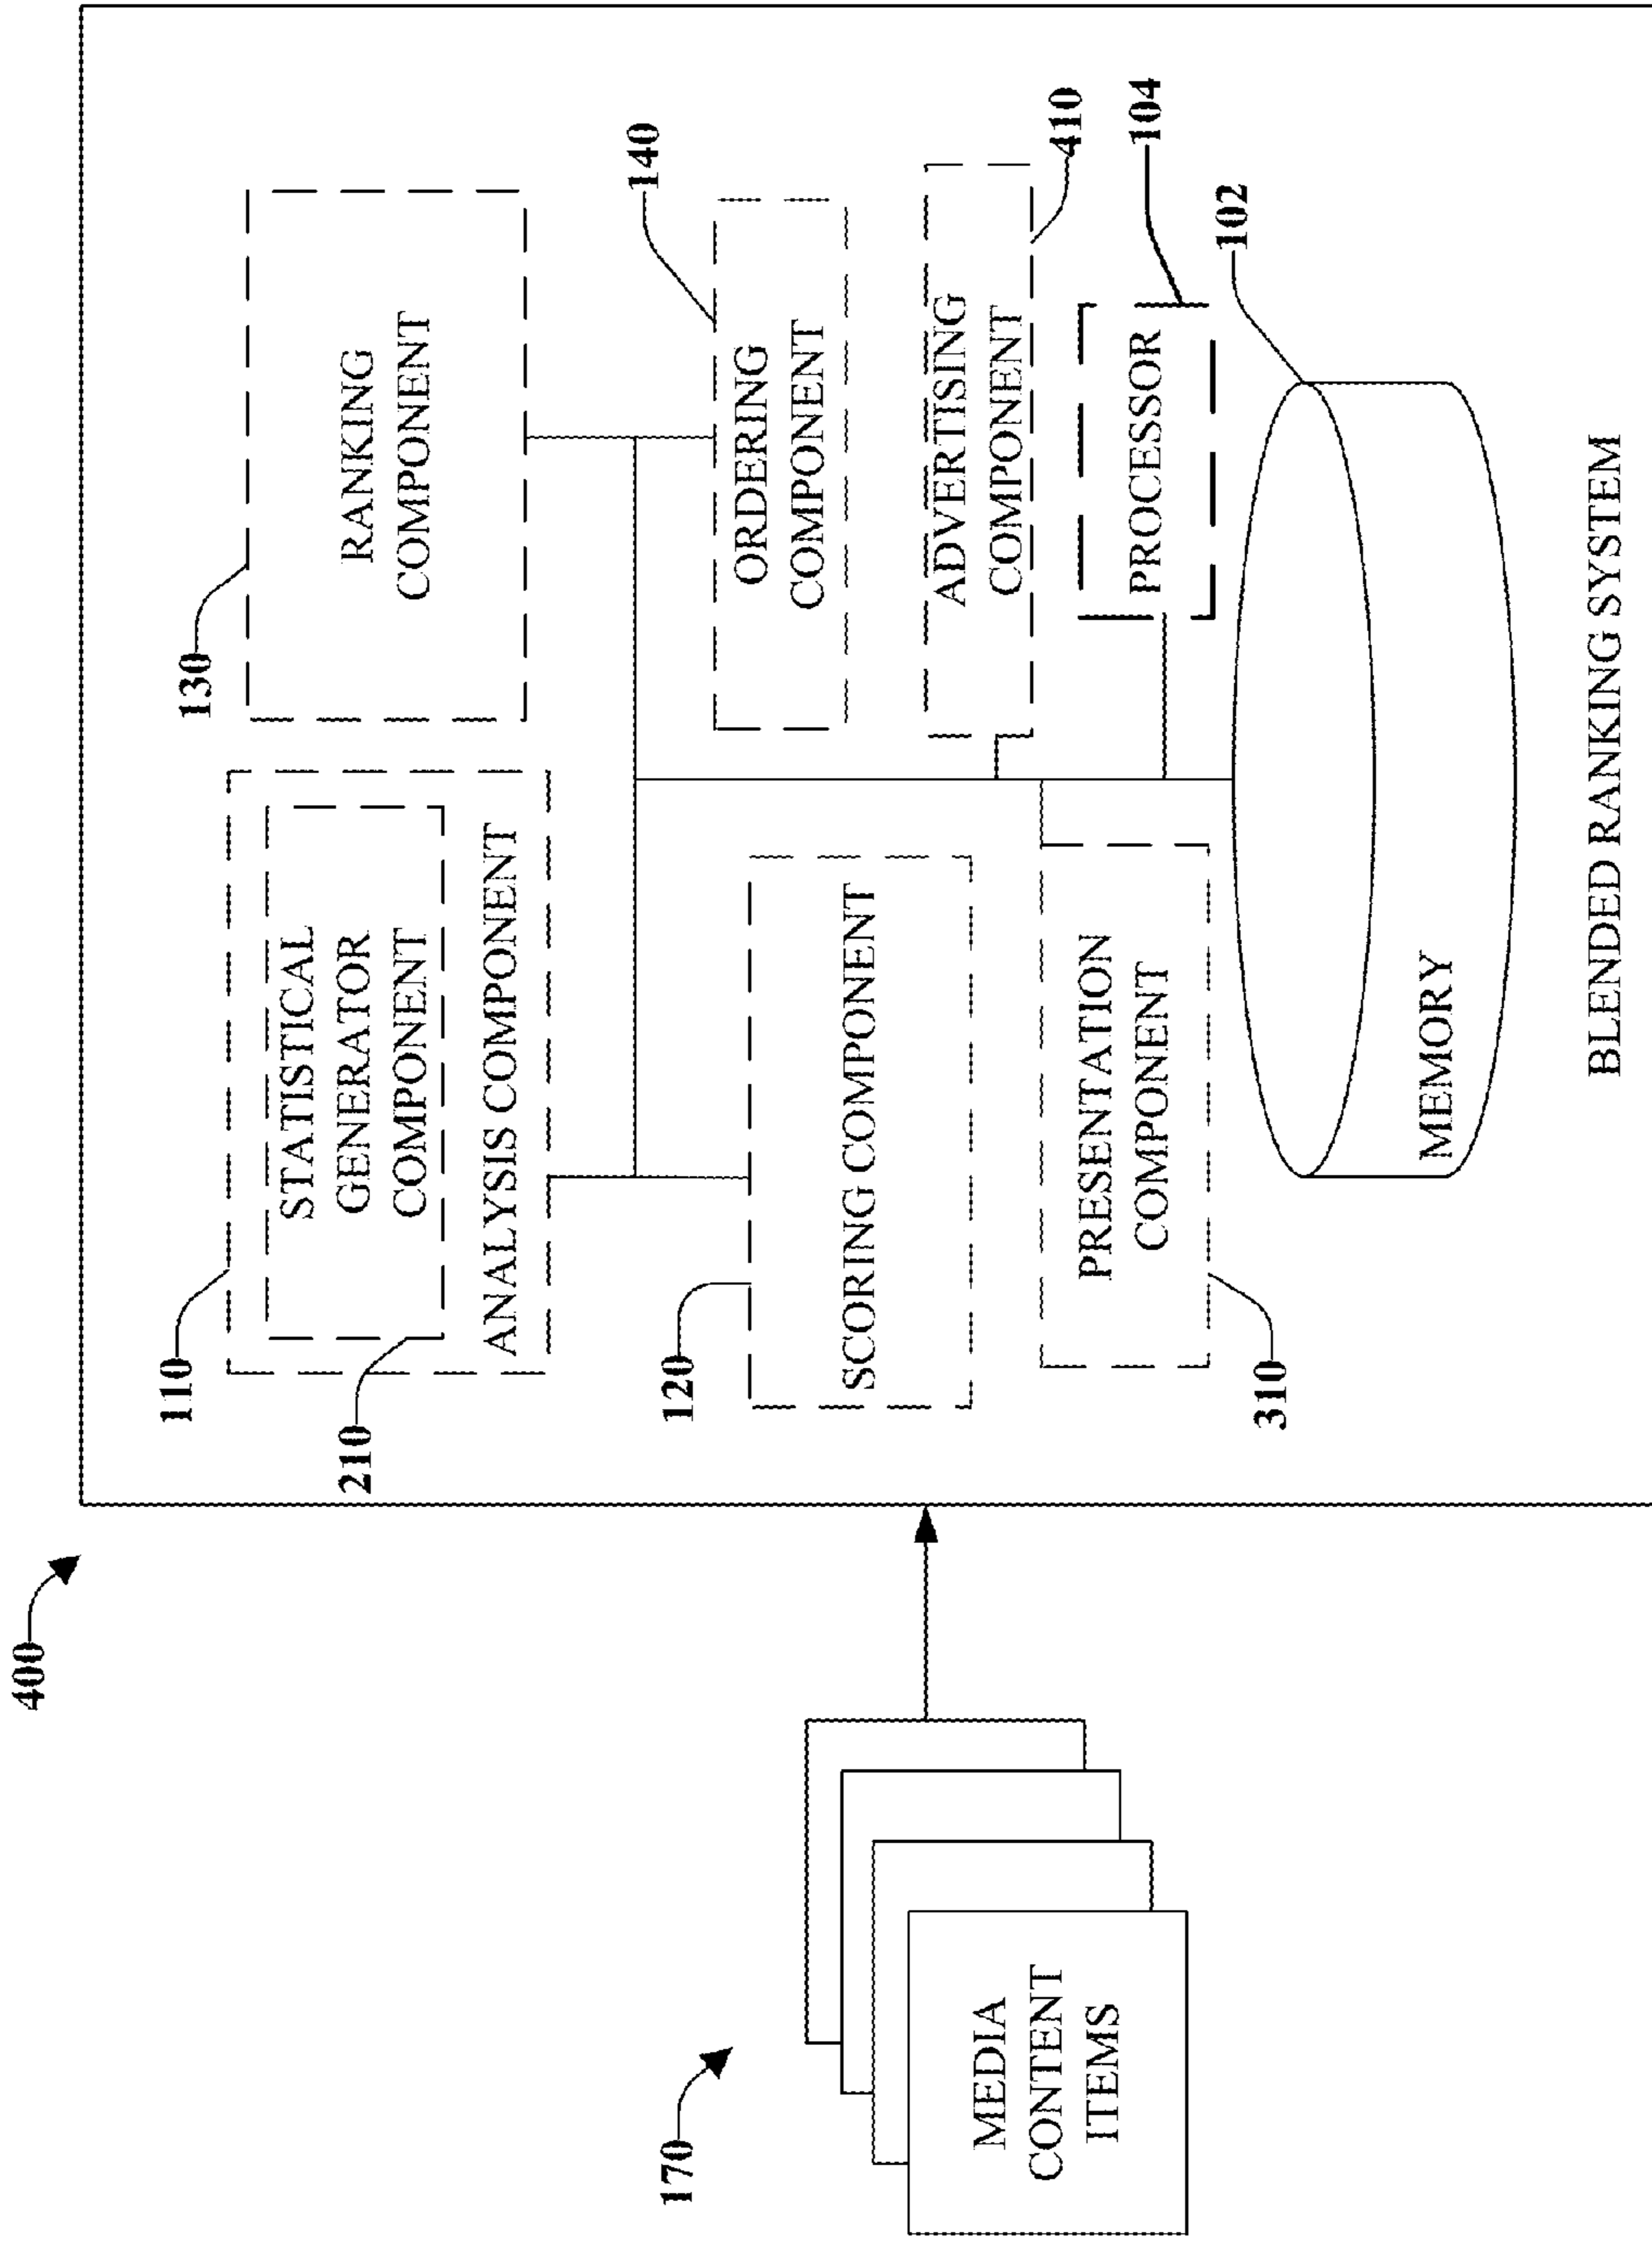 400
110
STATISTICAL
GENERATOR
COMPONENT
210
ANALYSIS COMPONENT
130
RANKING
COMPONENT
120
SCORING COMPONENT
140
ORDERING
COMPONENT
170
MEDIA
CONTENT
ITEMS
ADVERTISING
COMPONENT
410
PRESENTATION
COMPONENT
310
PROCESSOR
104
102
MEMORY
BLENDED RANKING SYSTEM